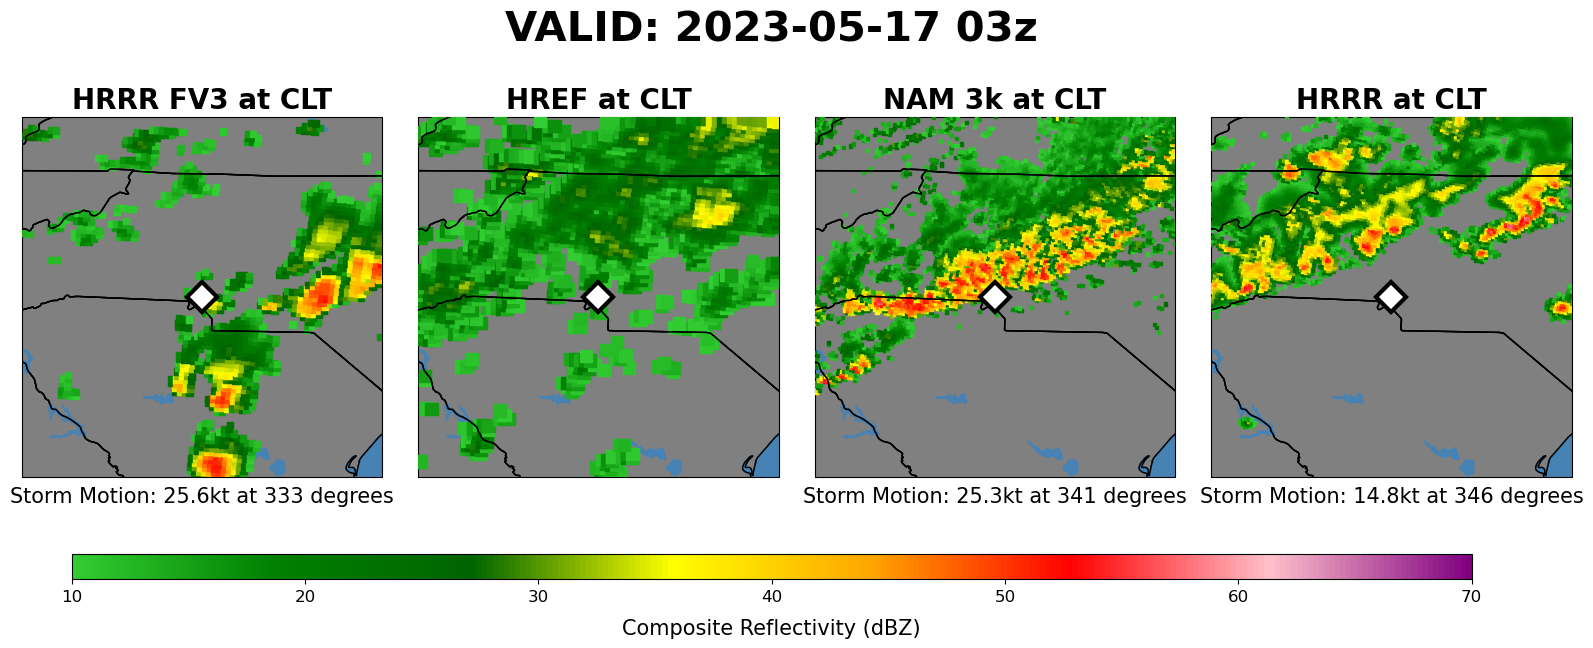 VALID: 2023-05-17 03z
HRRR FV3 at CLT
HREF at CLT
NAM 3k at CLT
HRRR at CLT
Storm Motion: 25.6kt at 333 degrees
Storm Motion: 25.3kt at 341 degrees
Storm Motion: 14.8kt at 346 degrees
10 20 30 40 50 60 70
Composite Reflectivity (dBZ)